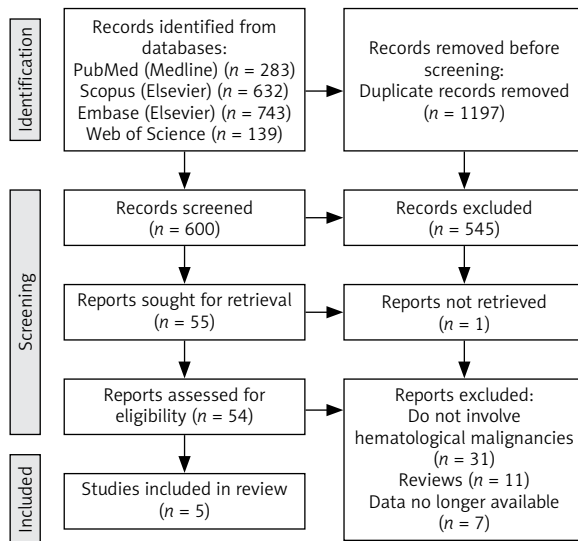 Identification
Records identified from
databases:
PubMed (Medline) (n = 283)
Scopus (Elsevier) (n = 632)
Embase (Elsevier) (n = 743)
Web of Science (n = 139)
Records removed before
screening:
Duplicate records removed
(n = 1197)
Screening
Records screened
(n = 600)
Records excluded
(n = 545)
Reports sought for retrieval
(n = 55)
Reports not retrieved
(n = 1)
Reports assessed for
eligibility (n = 54)
Reports excluded:
Do not involve
hematological malignancies
(n = 31)
Reviews (n = 11)
Data no longer available
(n = 7)
Included
Studies included in review
(n = 5)